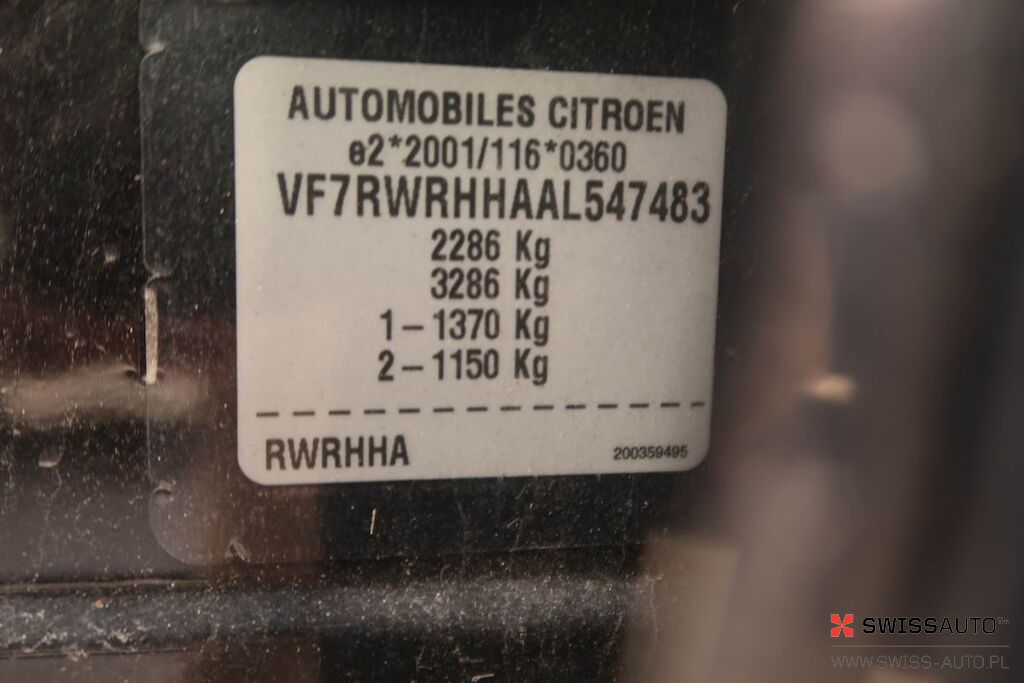 AUTOMOBILES CITROEN
e2*2001/116*0360
VF7RWRHHAAL547483
2286 Kg
3286 Kg
1-1370 Kg
2-1150 Kg
RWRHHA
200359495
SWISSAUTO
WWW.SWISS-AUTO.PL